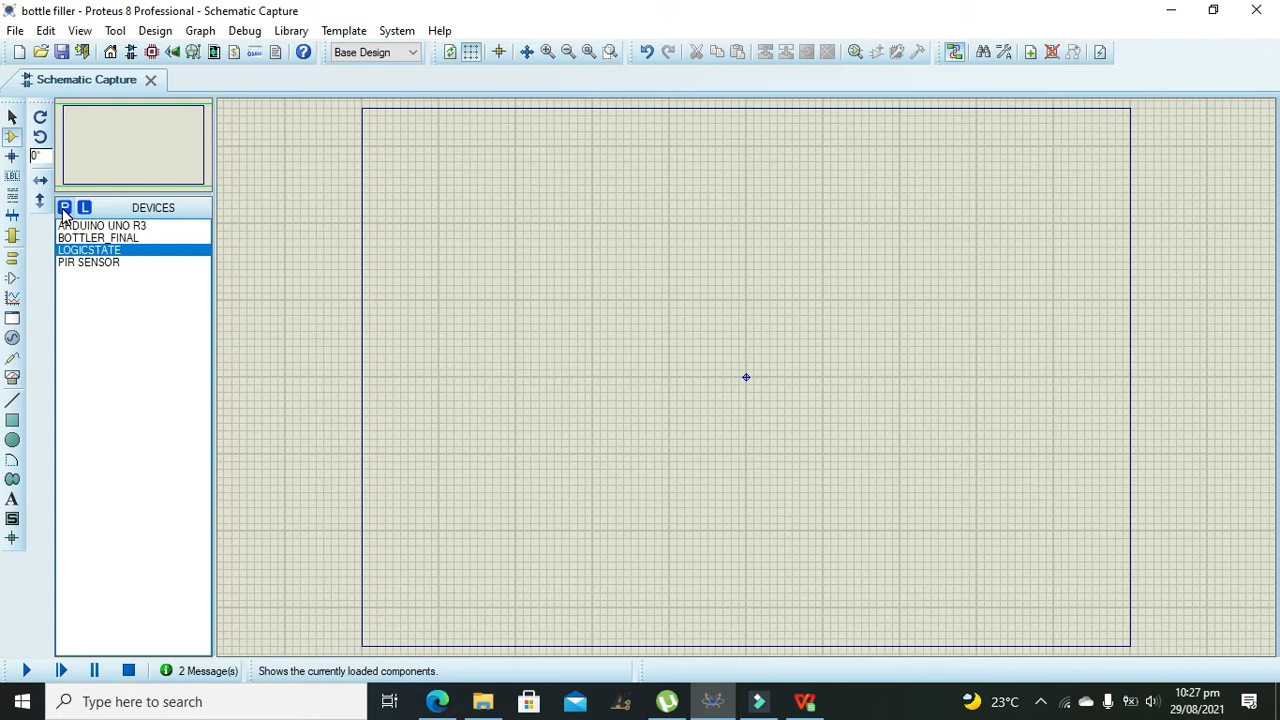 bottle filler - Proteus 8 Professional - Schematic Capture
File Edit View Tool Design Graph Debug Library Template System Help
Base Design
Schematic Capture
0°
P L DEVICES
ARDUINO UNO R3
BOTTLER_FINAL
LOGICSTATE
PIR SENSOR
LBL
A
S
2 Message(s) Shows the currently loaded components.
Type here to search
23°C
10:27 pm
29/08/2021